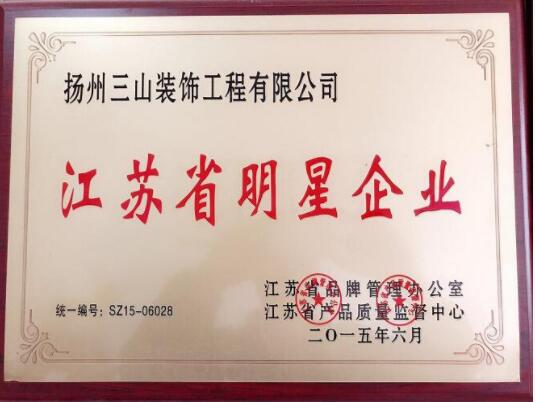 扬州三山装饰工程有限公司
江苏省明星企业
江苏省品牌管理办公室
统一编号：SZ15-06028
江苏省产品质量监督中心
二〇一五年六月